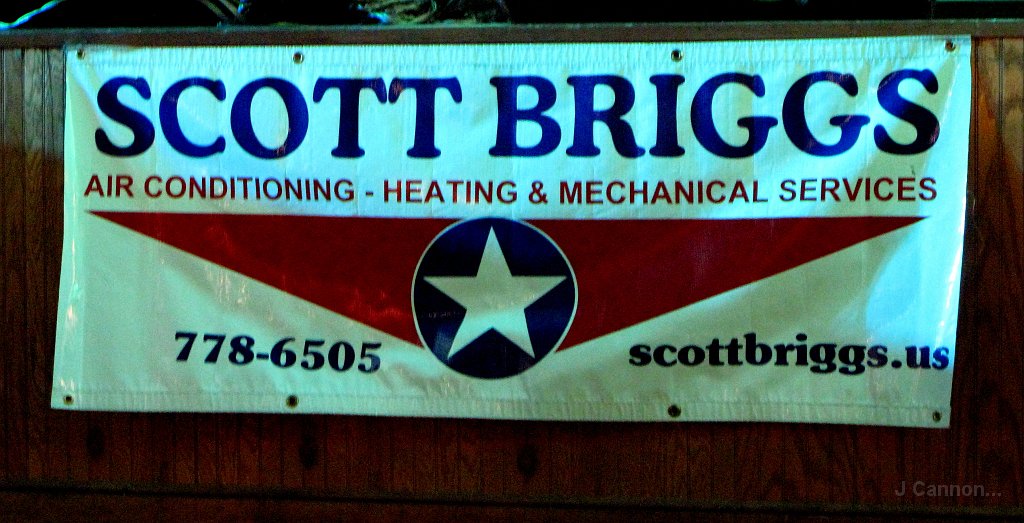 SCOTT BRIGGS
AIR CONDITIONING - HEATING & MECHANICAL SERVICES
778-6505 scottbriggs.us
J Cannon...